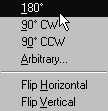 180°
90° CW
90° CCW
Arbitrary...
Flip Horizontal
Flip Vertical